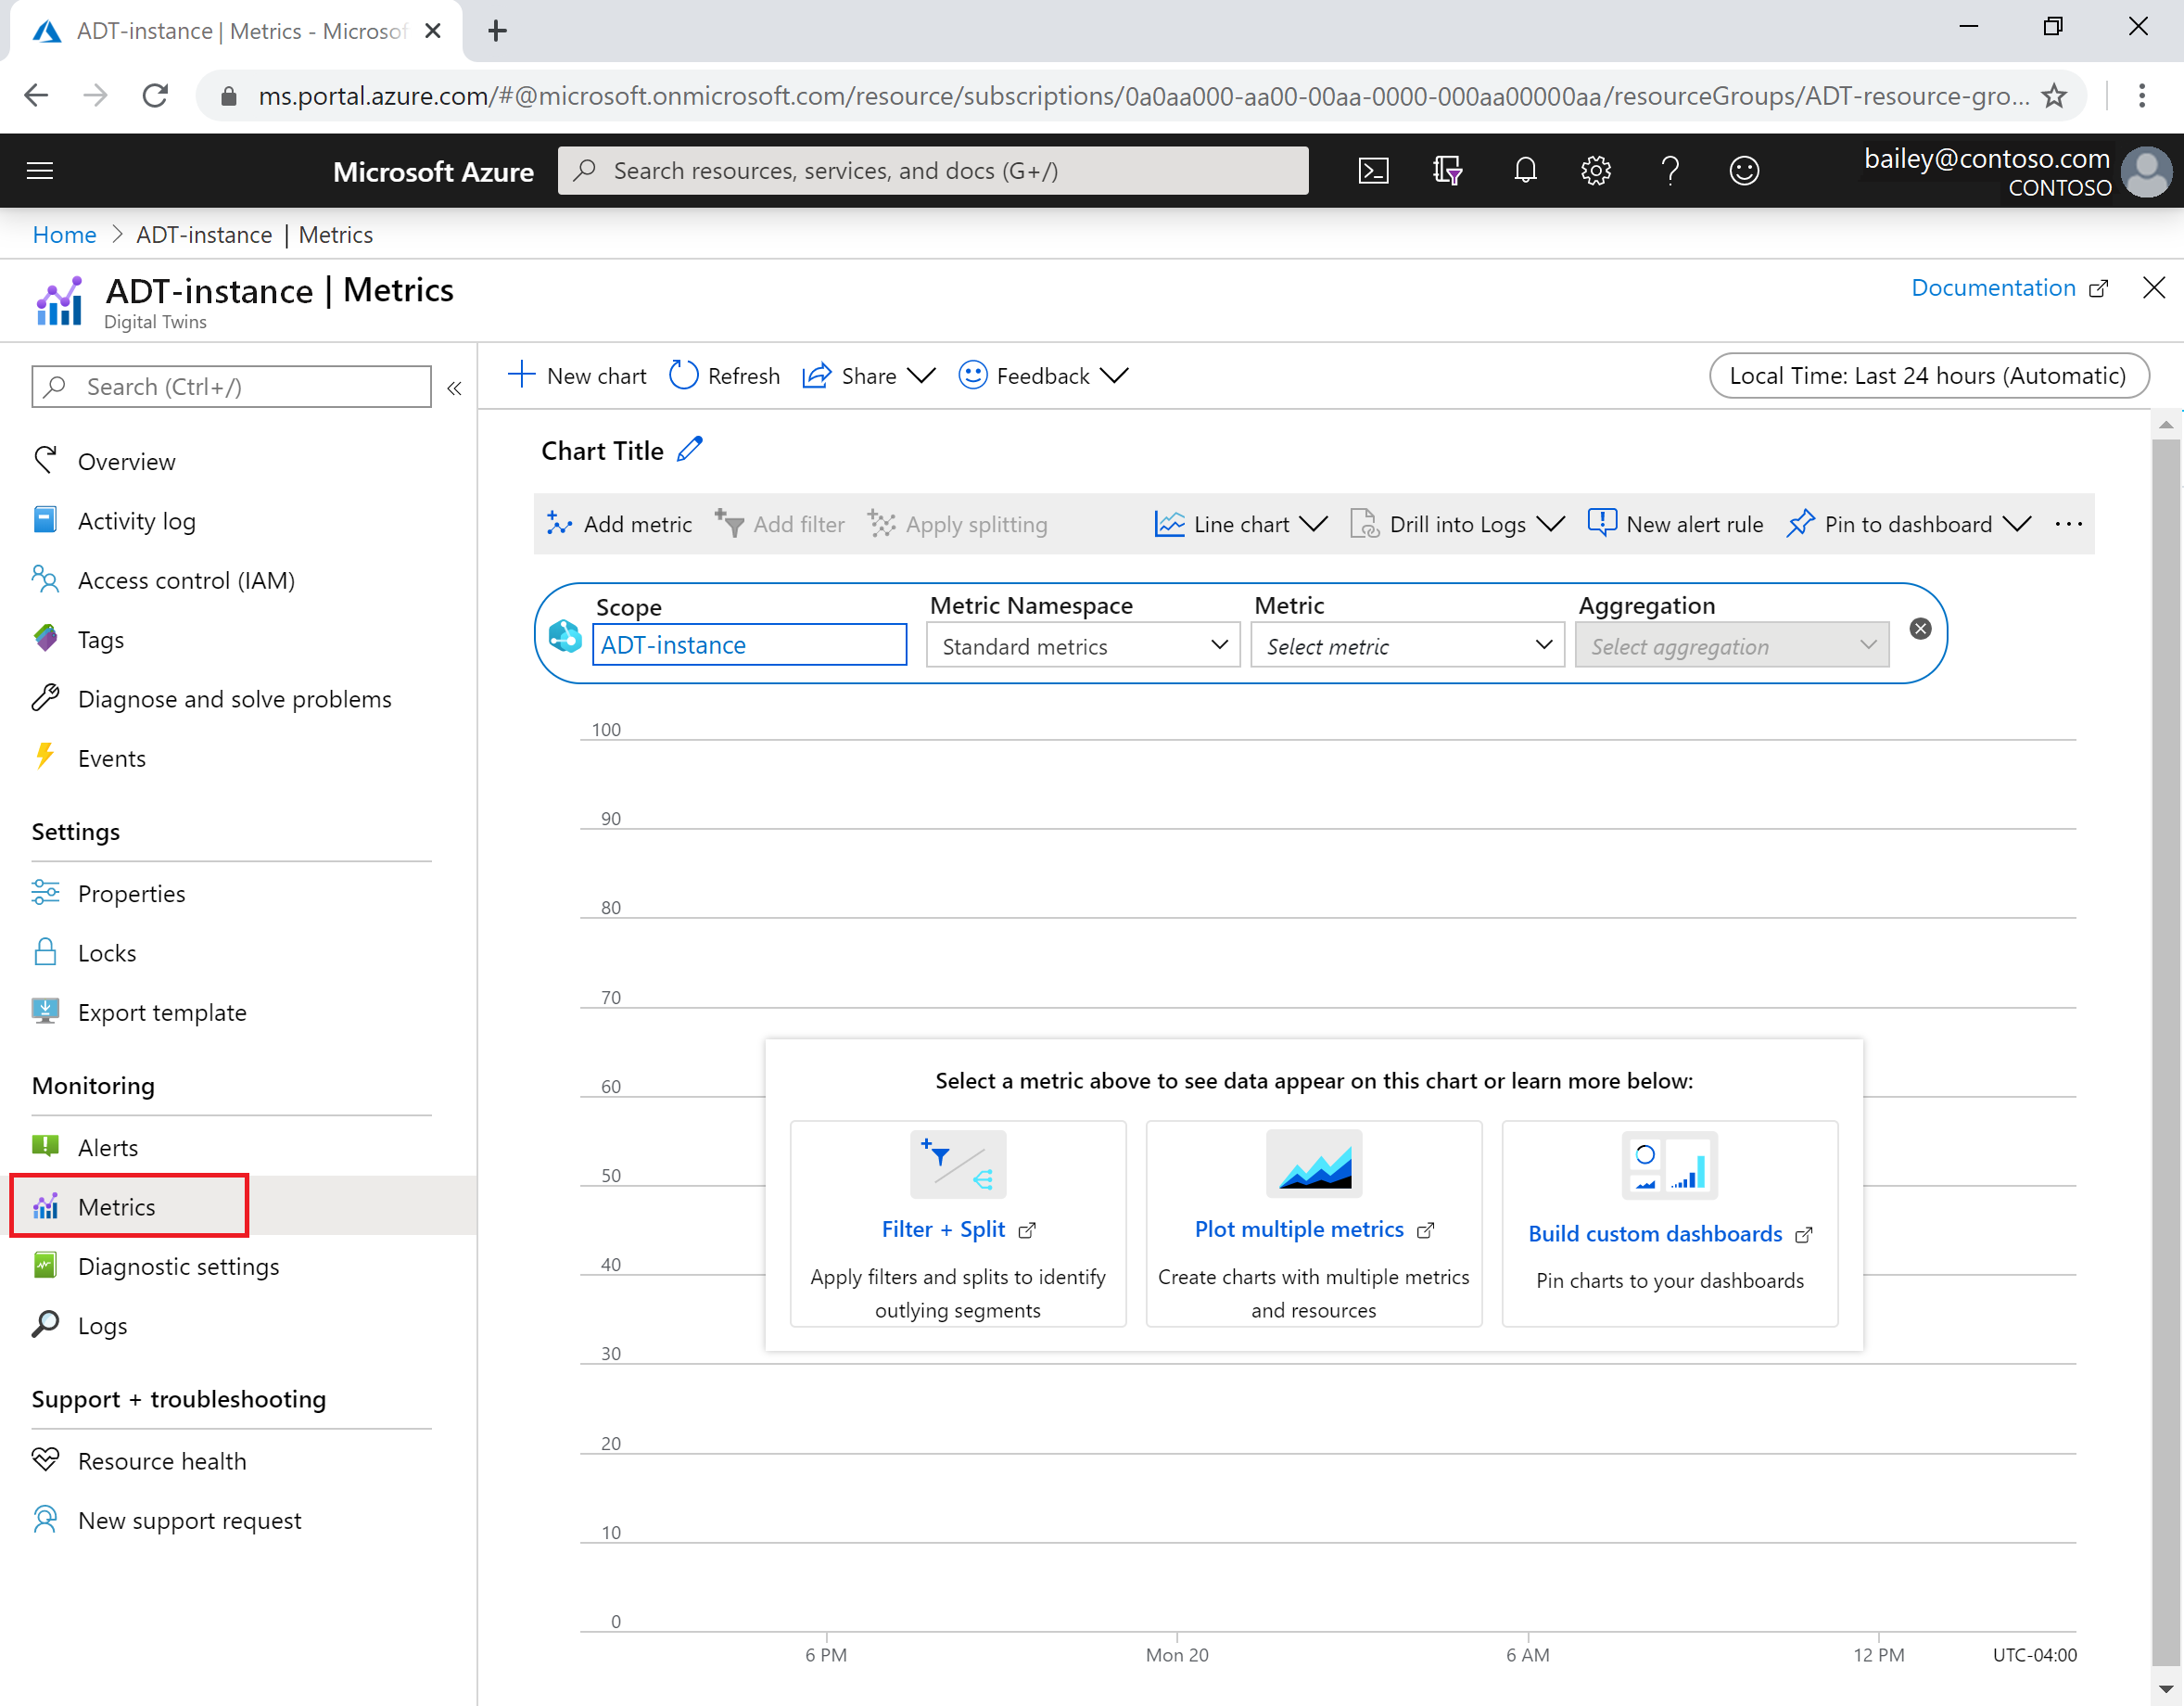 ADT-instance | Metrics - Microsof
ms.portal.azure.com/#@microsoft.onmicrosoft.com/resource/subscriptions/0a0aa000-aa00-00aa-0000-000aa00000aa/resourceGroups/ADT-resource-gro...
Microsoft Azure
Search resources, services, and docs (G+/)
bailey@contoso.com
CONTOSO
Home > ADT-instance | Metrics
ADT-instance | Metrics
Digital Twins
Documentation
Search (Ctrl+/)
«
Overview
Activity log
Access control (IAM)
Tags
Diagnose and solve problems
Events
Settings
Properties
Locks
Export template
Monitoring
Alerts
Metrics
Diagnostic settings
Logs
Support + troubleshooting
Resource health
New support request
New chart
Refresh
Share
Feedback
Local Time: Last 24 hours (Automatic)
Chart Title
Add metric
Add filter
Apply splitting
Line chart
Drill into Logs
New alert rule
Pin to dashboard
...
Scope
ADT-instance
Metric Namespace
Standard metrics
Metric
Select metric
Aggregation
Select aggregation
100
90
80
70
60
50
40
30
20
10
0
Select a metric above to see data appear on this chart or learn more below:
Filter + Split
Apply filters and splits to identify
outlying segments
Plot multiple metrics
Create charts with multiple metrics
and resources
Build custom dashboards
Pin charts to your dashboards
6 PM
Mon 20
6 AM
12 PM
UTC-04:00